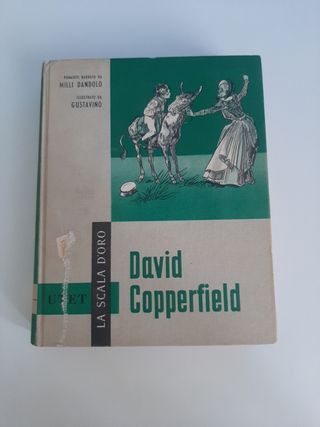 ROMANZO NARRATO DA
MILLI DANDOLO
ILLUSTRATO DA
GUSTAVINO
David
Copperfield
LA SCALA D'ORO
UTET